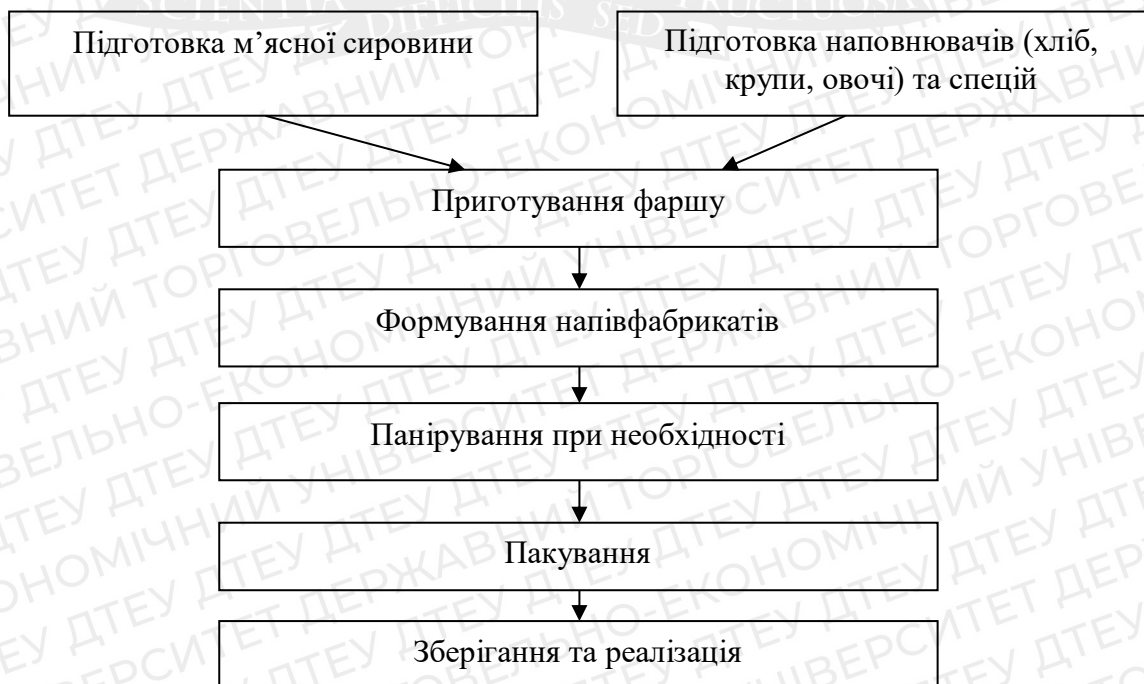 Підготовка м’ясної сировини
Підготовка наповнювачів (хліб,
крупи, овочі) та спецій
Приготування фаршу
Формування напівфабрикатів
Панірування при необхідності
Пакування
Зберігання та реалізація